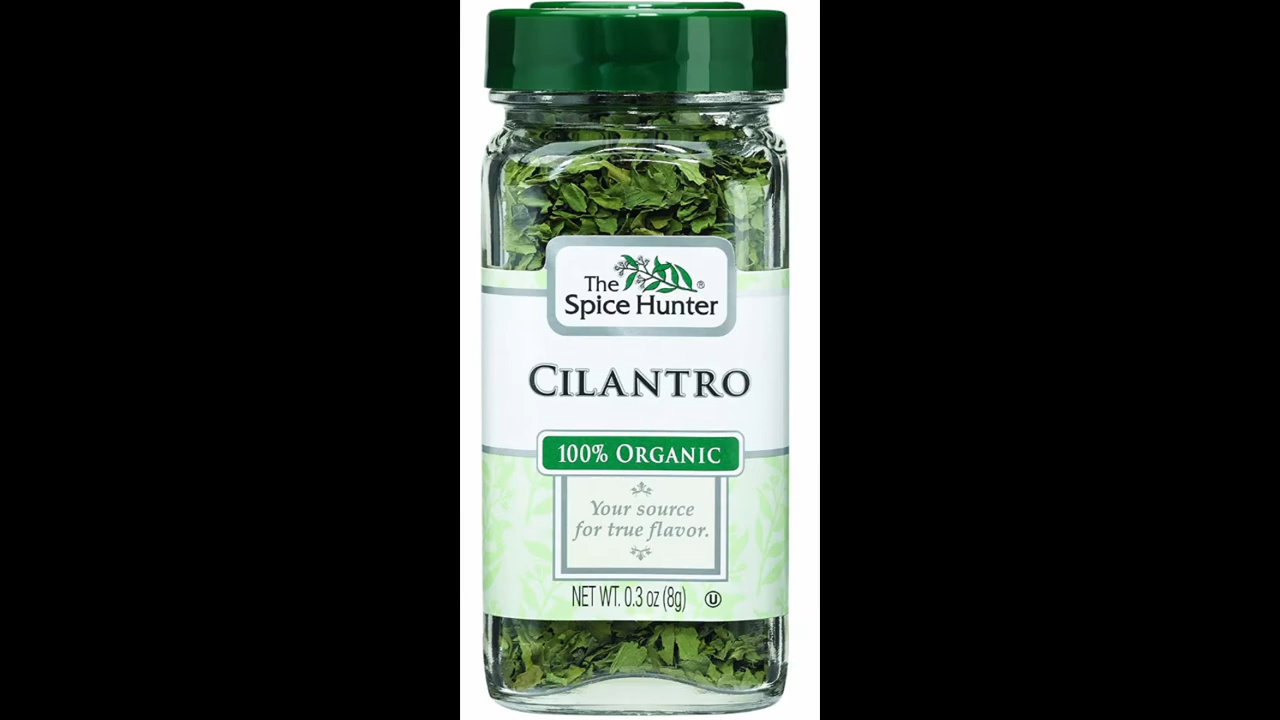 The
Spice Hunter®
CILANTRO
100% ORGANIC
Your source
for true flavor.
NET WT. 0.3 oz (8g) Ⓤ